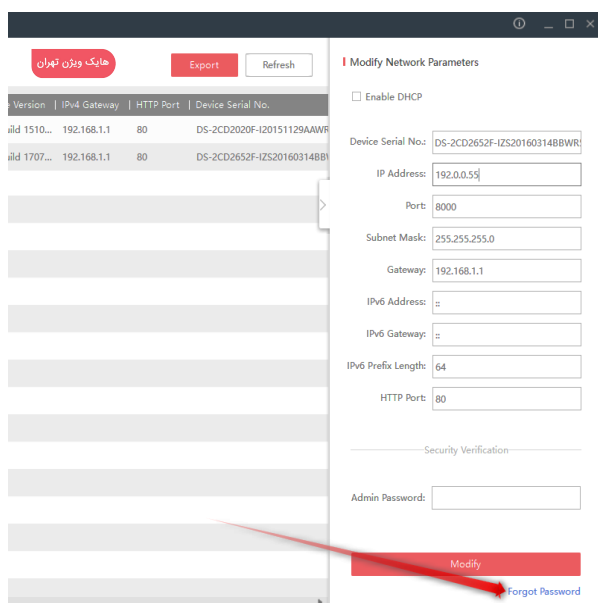 هایک ویژن تهران
Export
Refresh
Version
IPv4 Gateway
HTTP Port
Device Serial No.
1510...
192.168.1.1
80
DS-2CD2020F-I20151129AAWR
1707...
192.168.1.1
80
DS-2CD2652F-IZS20160314BB
Modify Network Parameters
Enable DHCP
Device Serial No.: DS-2CD2652F-IZS20160314BBWR
IP Address: 192.0.0.55
Port: 8000
Subnet Mask: 255.255.255.0
Gateway: 192.168.1.1
IPv6 Address: ::
IPv6 Gateway: ::
IPv6 Prefix Length: 64
HTTP Port: 80
Security Verification
Admin Password:
Modify
Forgot Password